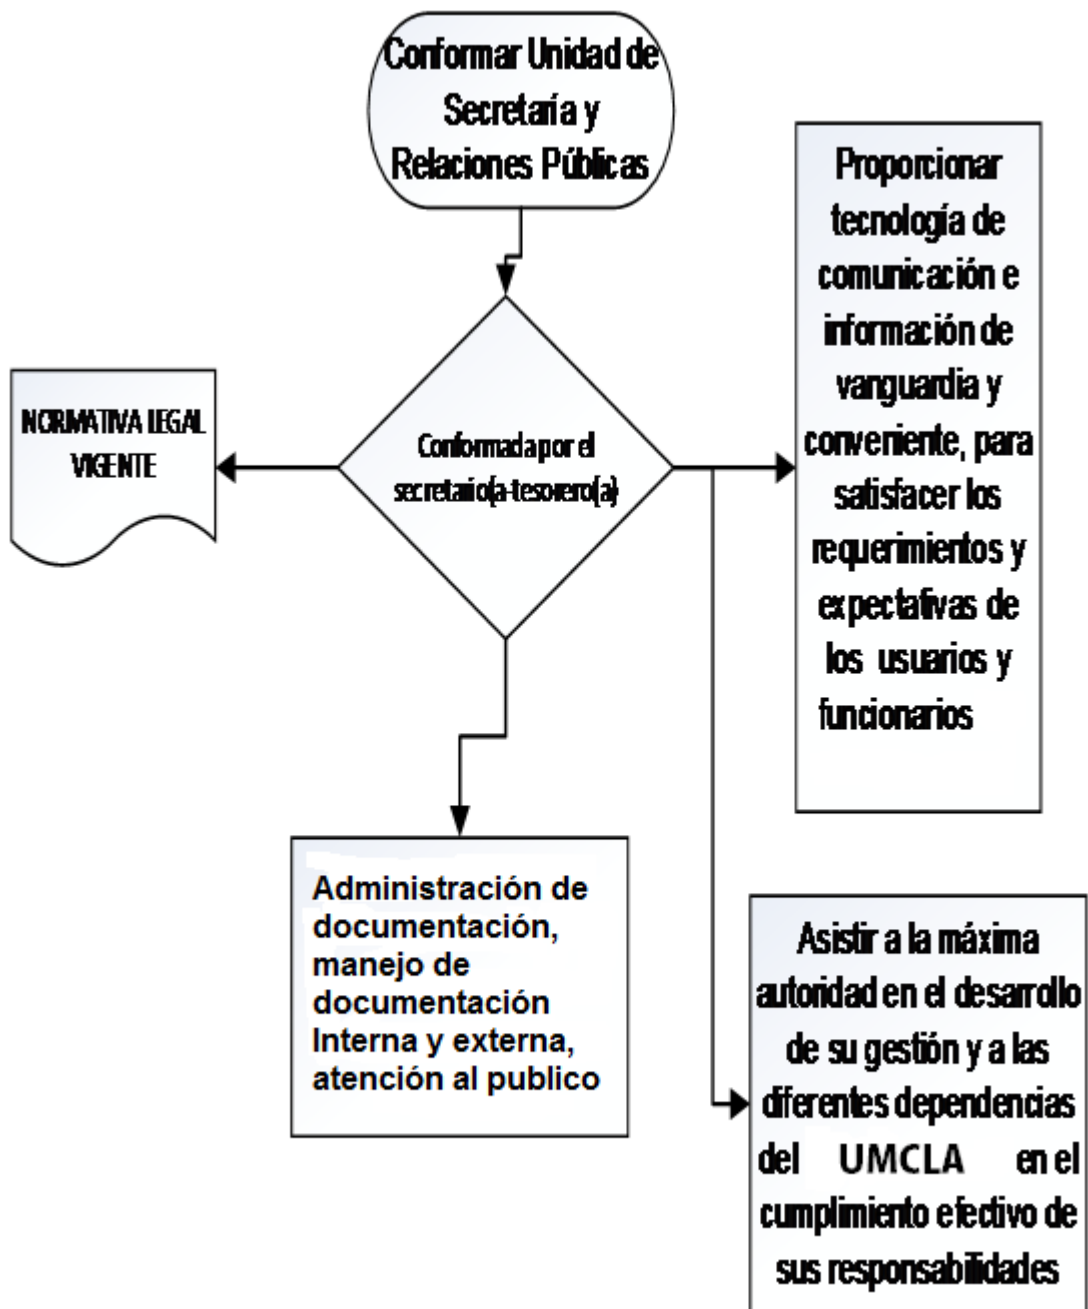 Conformar Unidad de
Secretaría y
Relaciones Públicas
Proporcionar
tecnología de
comunicación e
información de
vanguardia y
conveniente, para
satisfacer los
requerimientos y
expectativas de
los usuarios y
funcionarios
NORMATIVA LEGAL
VIGENTE
Conformada por el
secretario(a-tesorero(a)
Administración de
documentación,
manejo de
documentación
Interna y externa,
atención al publico
Asistir a la máxima
autoridad en el desarrollo
de su gestión y a las
diferentes dependencias
del UMCLA en el
cumplimiento efectivo de
sus responsabilidades